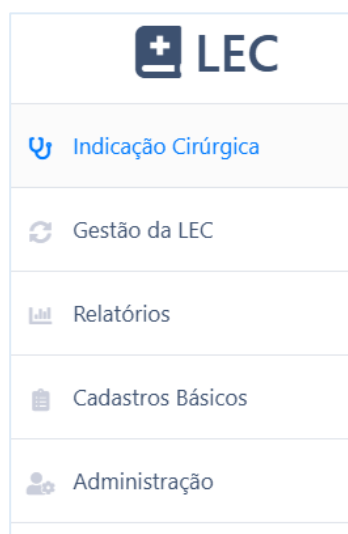 LEC
Indicação Cirúrgica
Gestão da LEC
Relatórios
Cadastros Básicos
Administração